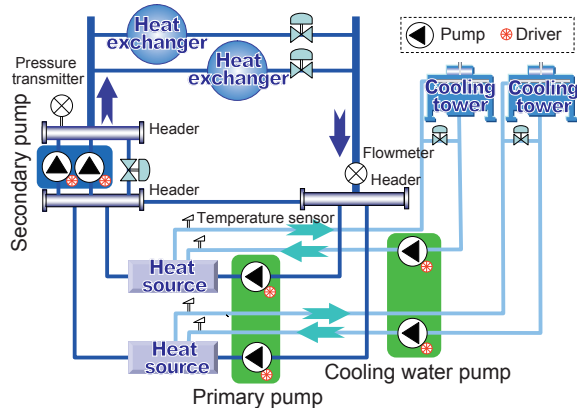 Heat
exchanger
Heat
exchanger
Pump
Driver
Pressure
transmitter
Cooling
tower
Cooling
tower
Header
Flowmeter
Header
Header
Secondary pump
Temperature sensor
Heat
source
Heat
source
Cooling water pump
Primary pump